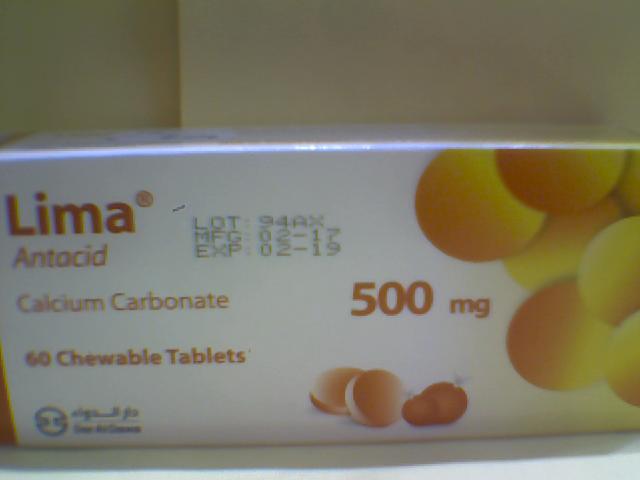 Lima®
Antacid
LOT: 94AX
MFG: 02-17
EXP: 02-19
Calcium Carbonate
500 mg
60 Chewable Tablets
دار الدواء
Dar Al Dawa